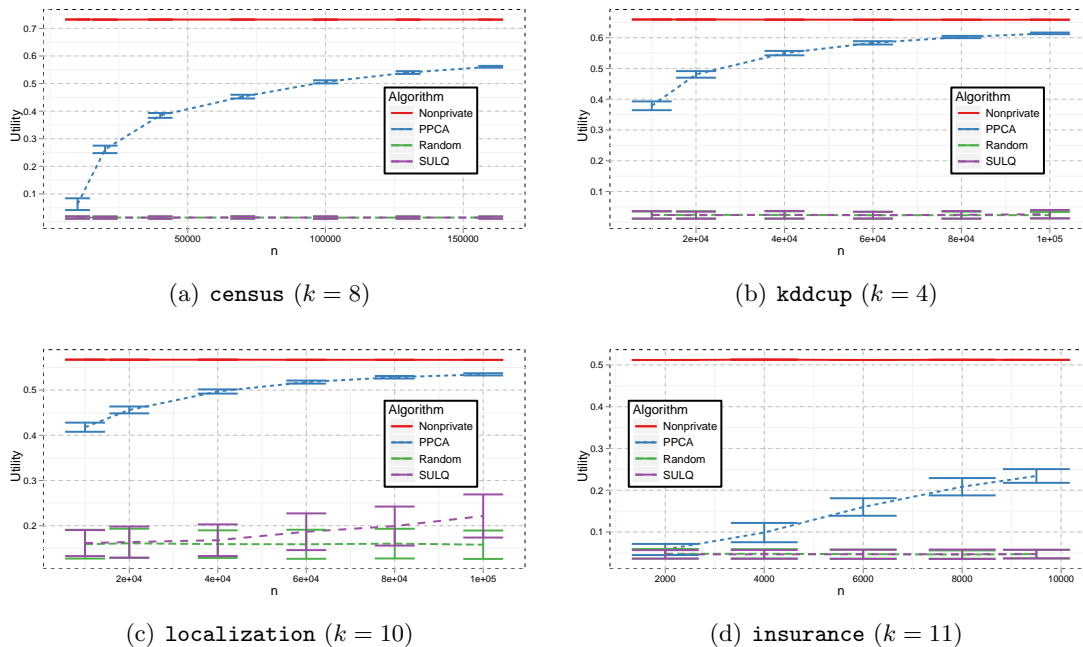 0.7
0.6
0.5
0.4
0.3
0.2
0.1
Utility
Algorithm
Nonprivate
PPCA
Random
SULQ
50000 100000 150000
n
(a) census (k = 8)
0.6
0.5
0.4
0.3
0.2
0.1
Utility
Algorithm
Nonprivate
PPCA
Random
SULQ
2e+04 4e+04 6e+04 8e+04 1e+05
n
(b) kddcup (k = 4)
0.5
0.4
0.3
0.2
Utility
Algorithm
Nonprivate
PPCA
Random
SULQ
2e+04 4e+04 6e+04 8e+04 1e+05
n
(c) localization (k = 10)
0.5
0.4
0.3
0.2
0.1
Utility
Algorithm
Nonprivate
PPCA
Random
SULQ
2000 4000 6000 8000 10000
n
(d) insurance (k = 11)